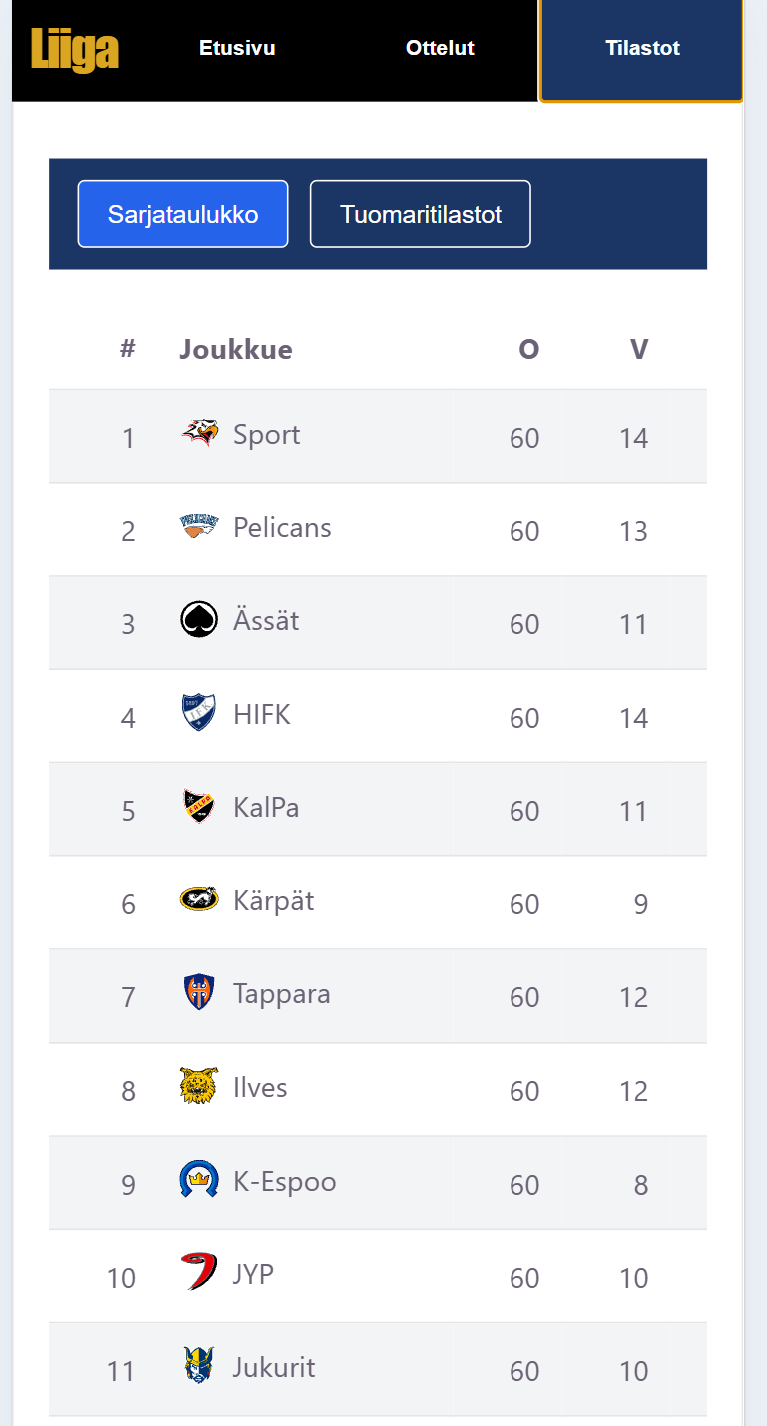 Liiga Etusivu Ottelut Tilastot
Sarjataulukko Tuomaritilastot
# Joukkue O V
1 Sport 60 14
2 Pelicans 60 13
3 Ässät 60 11
4 HIFK 60 14
5 KalPa 60 11
6 Kärpät 60 9
7 Tappara 60 12
8 Ilves 60 12
9 K-Espoo 60 8
10 JYP 60 10
11 Jukurit 60 10